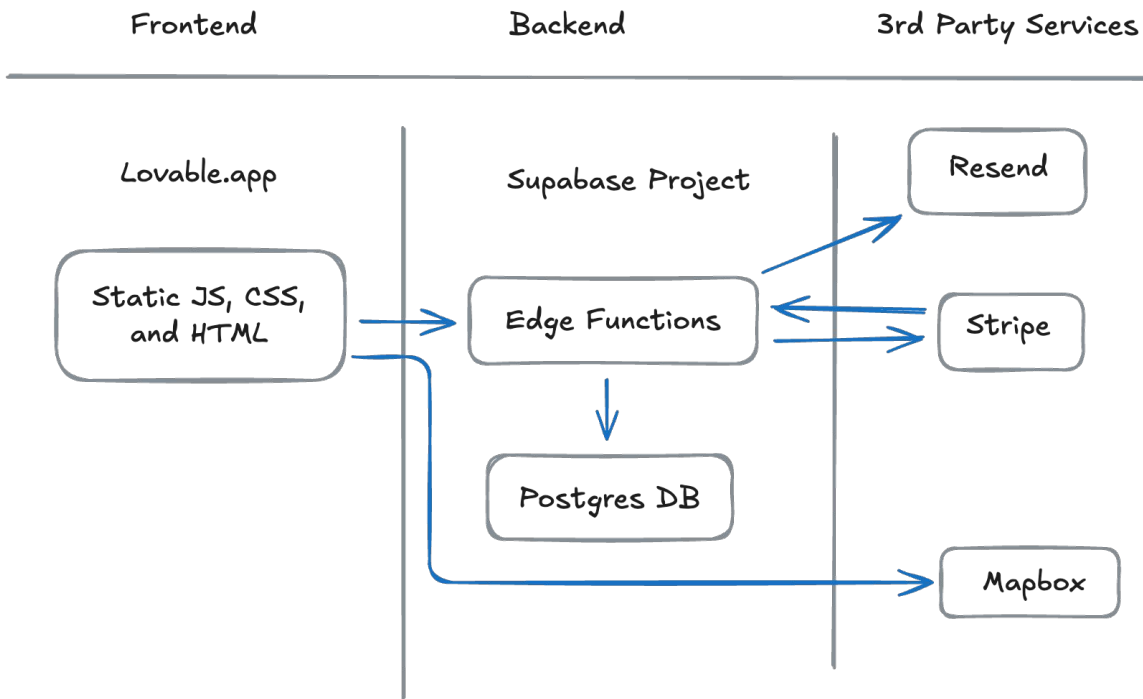 Frontend
Backend
3rd Party Services
Lovable.app
Supabase Project
Resend
Static JS, CSS,
and HTML
Edge Functions
Stripe
Postgres DB
Mapbox